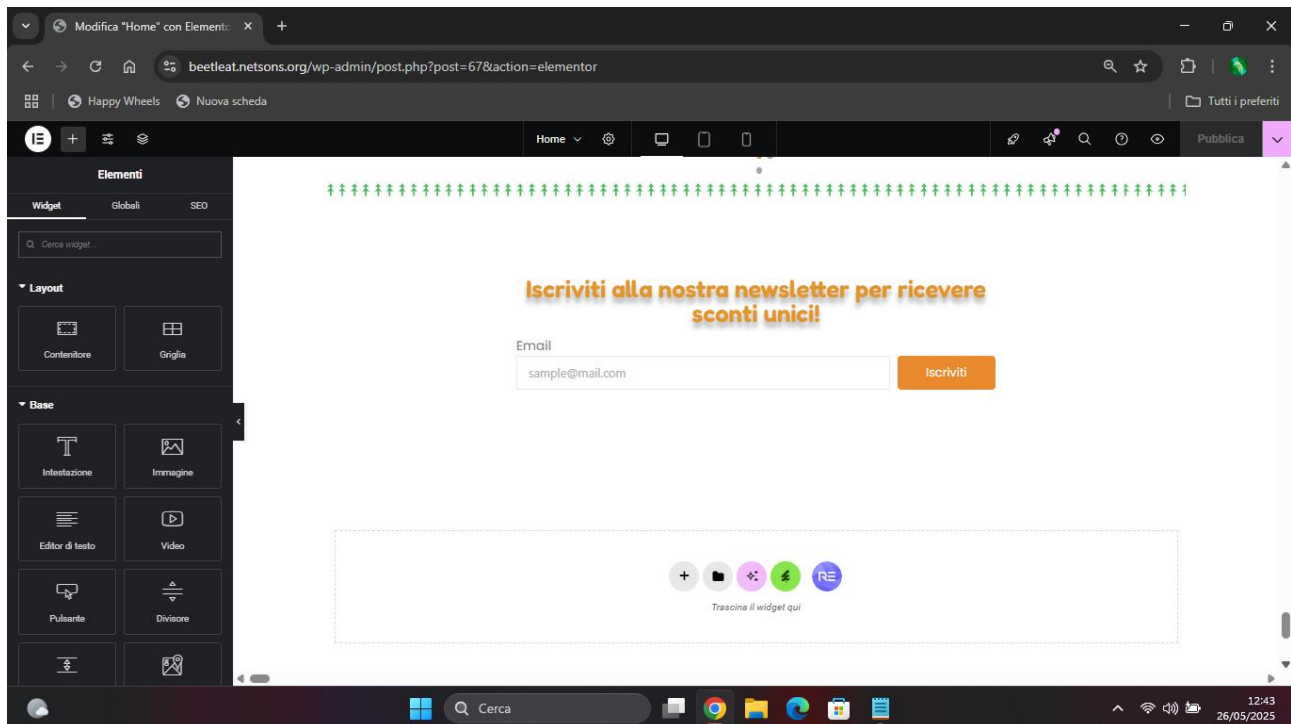 Modifica "Home" con Elemento
beetleat.netsons.org/wp-admin/post.php?post=67&action=elementor
Happy Wheels
Nuova scheda
Tutti i preferiti
Home
Pubblica
Elementi
Widget
Globali
SEO
Cerca widget...
Layout
Contenitore
Griglia
Base
Intestazione
Immagine
Editor di testo
Video
Pulsante
Divisore
Iscriviti alla nostra newsletter per ricevere
sconti unici!
Email
sample@mail.com
Iscriviti
RE
Trascina il widget qui
Cerca
12:43
26/05/2025